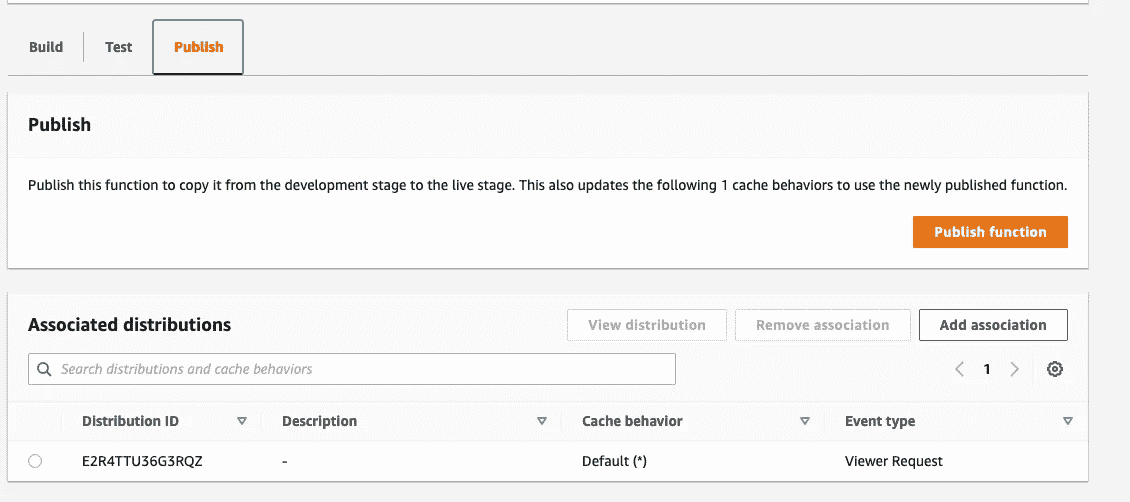 Build Test Publish
Publish
Publish this function to copy it from the development stage to the live stage. This also updates the following 1 cache behaviors to use the newly published function.
Publish function
Associated distributions View distribution Remove association Add association
Search distributions and cache behaviors 1
Distribution ID Description Cache behavior Event type
E2R4TTU36G3RQZ - Default (*) Viewer Request